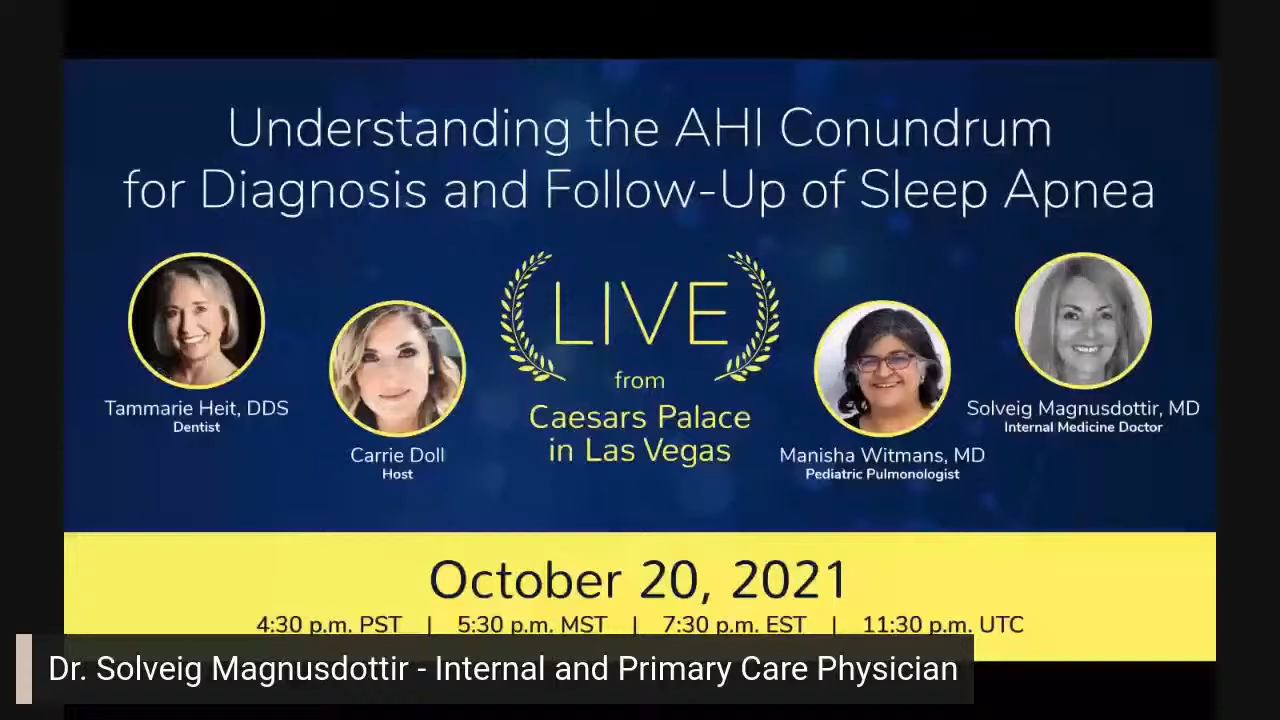 Understanding the AHI Conundrum
for Diagnosis and Follow-Up of Sleep Apnea
LIVE
from
Caesars Palace
in Las Vegas
Tammarie Heit, DDS
Dentist
Carrie Doll
Host
Manisha Witmans, MD
Pediatric Pulmonologist
Solveig Magnusdottir, MD
Internal Medicine Doctor
October 20, 2021
4:30 p.m. PST | 5:30 p.m. MST | 7:30 p.m. EST | 11:30 p.m. UTC
Dr. Solveig Magnusdottir - Internal and Primary Care Physician